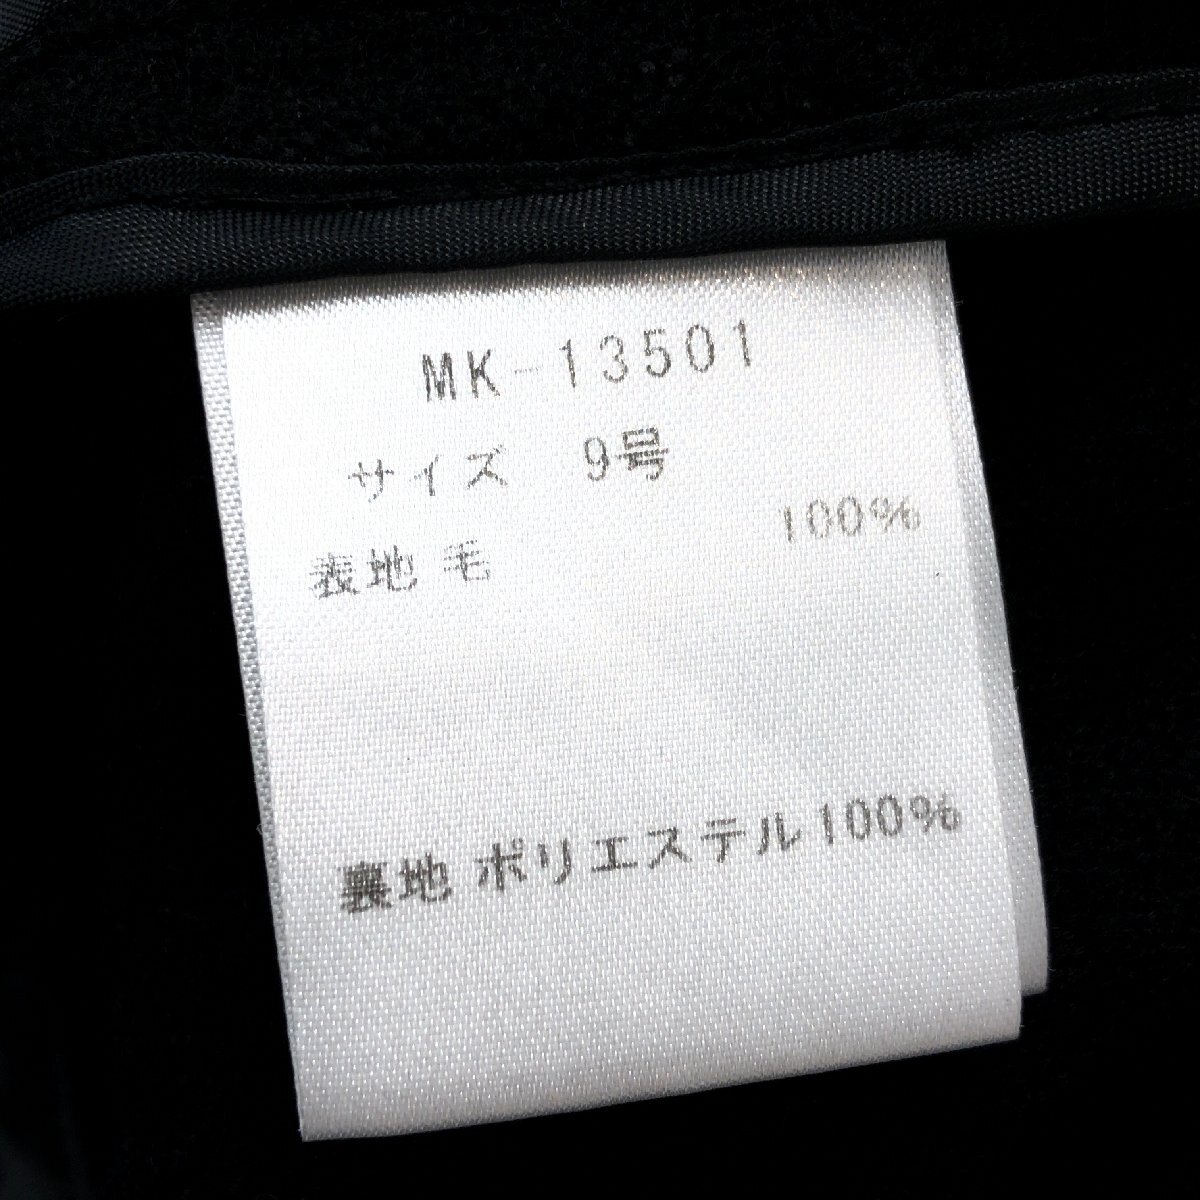 MK-13501
サイズ 9号
表地 毛 100%
裏地 ポリエステル100%